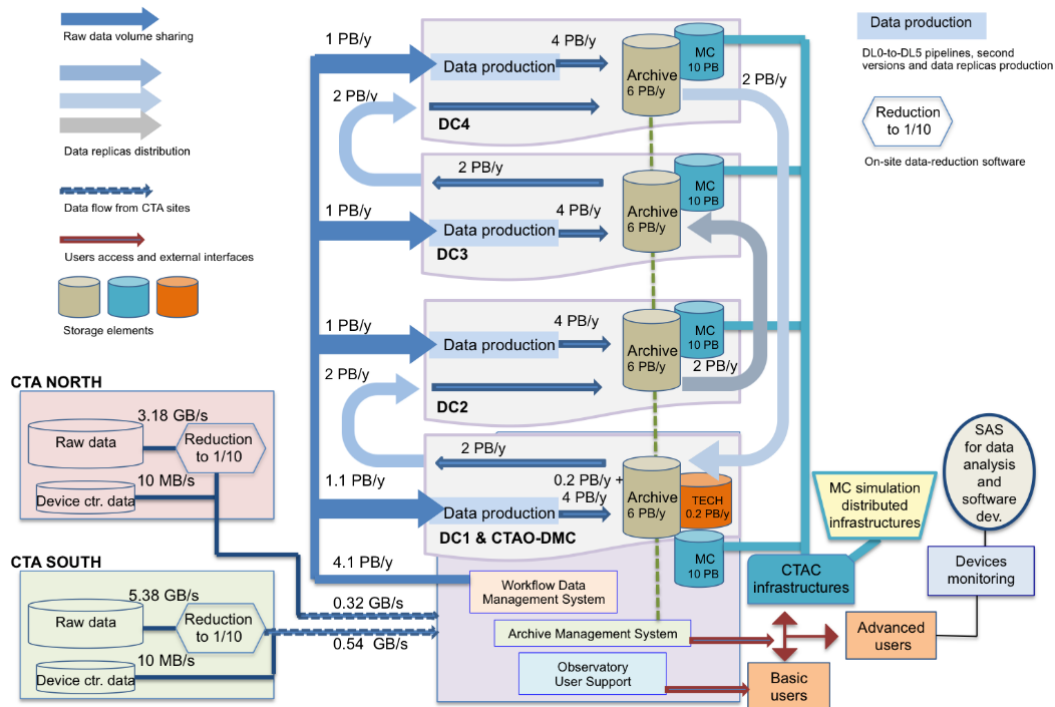 Raw data volume sharing
Data replicas distribution
Data flow from CTA sites
Users access and external interfaces
Storage elements
Data production
DL0-to-DL5 pipelines, second
versions and data replicas production
Reduction
to 1/10
On-site data-reduction software
1 PB/y
4 PB/y
Data production
Archive
6 PB/y
MC
10 PB
2 PB/y
2 PB/y
DC4
2 PB/y
MC
10 PB
1 PB/y
4 PB/y
Data production
Archive
6 PB/y
DC3
1 PB/y
4 PB/y
Data production
Archive
6 PB/y
MC
10 PB
2 PB/y
2 PB/y
DC2
2 PB/y
0.2 PB/y +
4 PB/y
1.1 PB/y
Data production
Archive
6 PB/y
TECH
0.2 PB/y
DC1 & CTAO-DMC
MC
10 PB
4.1 PB/y
Workflow Data
Management System
Archive Management System
Observatory
User Support
CTA NORTH
3.18 GB/s
Raw data
Reduction
to 1/10
10 MB/s
Device ctr. data
CTA SOUTH
5.38 GB/s
Raw data
Reduction
to 1/10
10 MB/s
Device ctr. data
0.32 GB/s
0.54 GB/s
MC simulation
distributed
infrastructures
CTAC
infrastructures
SAS
for data
analysis
and
software
dev.
Devices
monitoring
Advanced
users
Basic
users